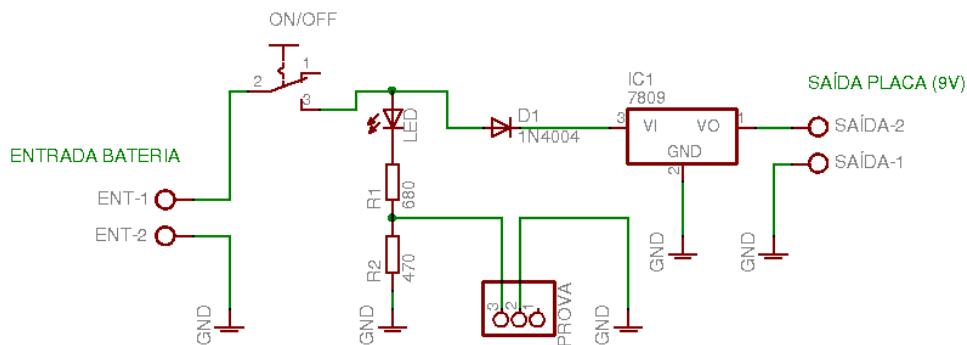 ON/OFF
1
2
3
IC1
7809
SAÍDA PLACA (9V)
LED
D1
1N4004
3
VI
VO
1
GND
2
SAÍDA-2
SAÍDA-1
ENTRADA BATERIA
ENT-1
ENT-2
R1
680
R2
470
3
2
1
PROVA
GND
GND
GND
GND
GND